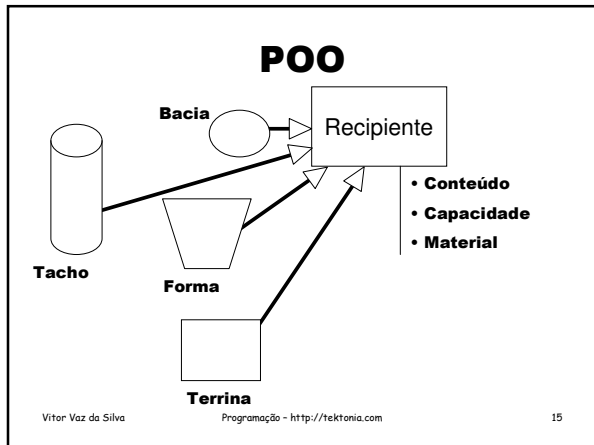 POO
Bacia
Recipiente
• Conteúdo
• Capacidade
• Material
Tacho
Forma
Terrina
Vitor Vaz da Silva
Programação - http://tektonia.com
15